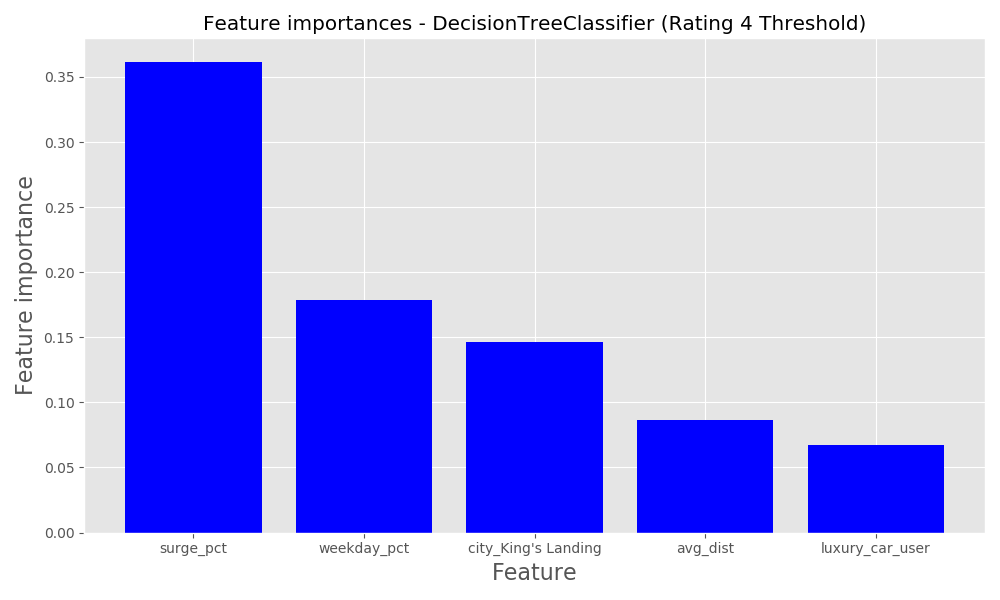 Feature importances - DecisionTreeClassifier (Rating 4 Threshold)
Feature importance
0.35
0.30
0.25
0.20
0.15
0.10
0.05
0.00
surge_pct weekday_pct city_King's Landing avg_dist luxury_car_user
Feature